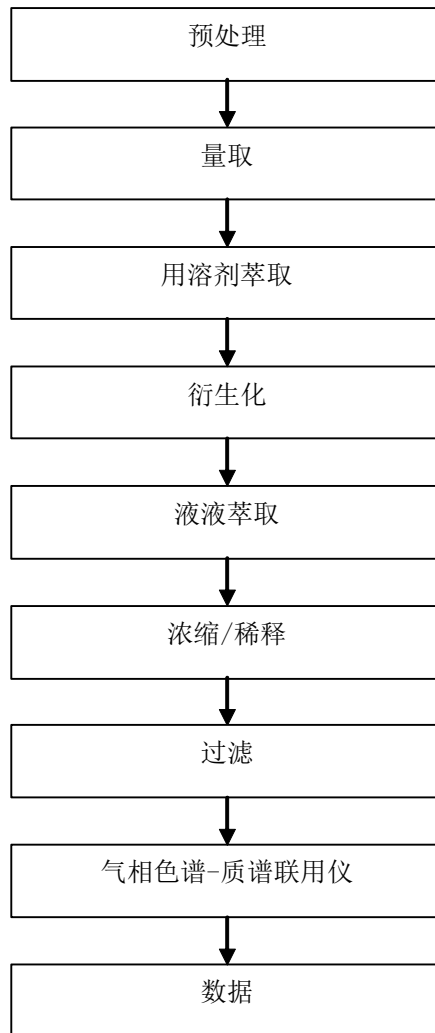 预处理
量取
用溶剂萃取
衍生化
液液萃取
浓缩/稀释
过滤
气相色谱-质谱联用仪
数据